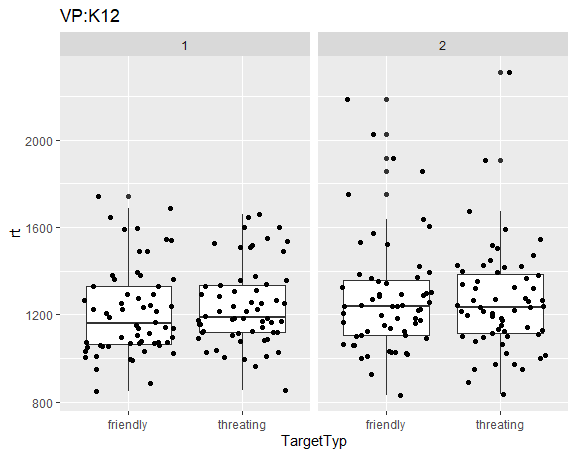 VP:K12
1 2
rt
2000
1600
1200
800
friendly threating friendly threating
TargetTyp